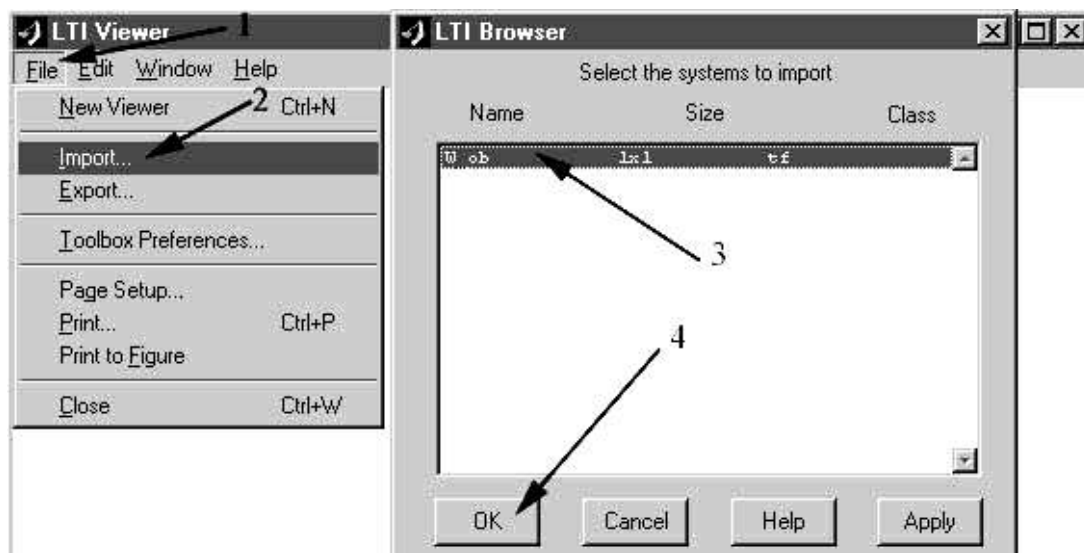 LTI Viewer
1
File Edit Window Help
New Viewer Ctrl+N
2
Import...
Export...
Toolbox Preferences...
Page Setup...
Print... Ctrl+P
Print to Figure
Close Ctrl+W
LTI Browser
Select the systems to import
Name Size Class
W ob 1x1 tf
3
4
OK Cancel Help Apply